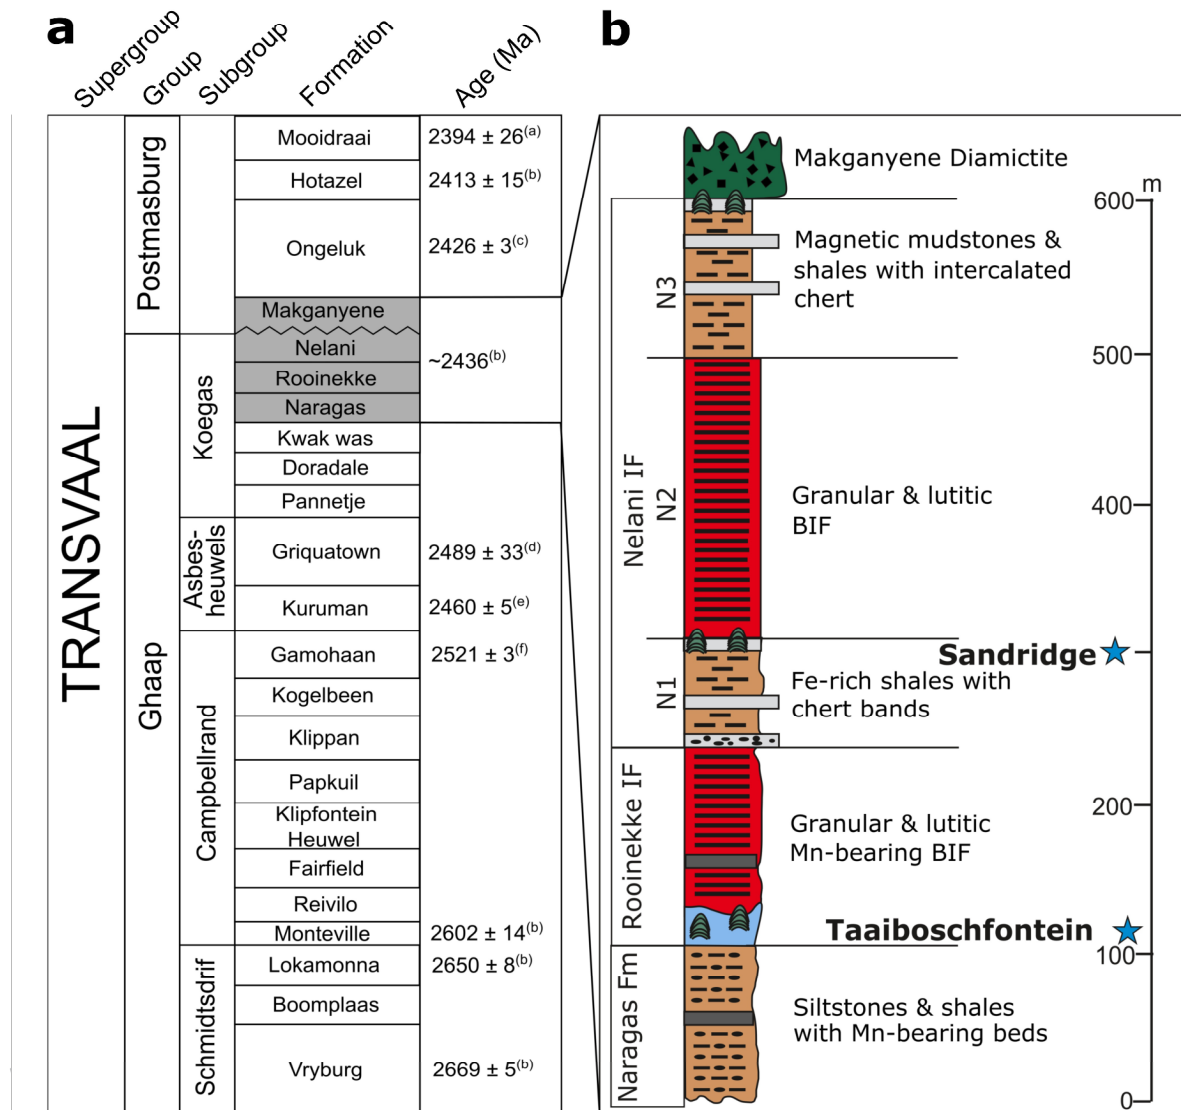 a
Supergroup
Group
Subgroup
Formation
Age (Ma)
TRANSVAAL
Postmasburg
Ghaap
Koegas
Asbes-
heuwels
Campbellrand
Schmidtsdrif
Mooidraai
2394 ± 26(a)
Hotazel
2413 ± 15(b)
Ongeluk
2426 ± 3(c)
Makganyene
Nelani
~2436(b)
Rooinekke
Naragas
Kwak was
Doradale
Pannetje
Griquatown
2489 ± 33(d)
Kuruman
2460 ± 5(e)
Gamohaan
2521 ± 3(f)
Kogelbeen
Klippan
Papkuil
Klipfontein
Heuwel
Fairfield
Reivilo
Monteville
2602 ± 14(b)
Lokamonna
2650 ± 8(b)
Boomplaas
Vryburg
2669 ± 5(b)
b
Makganyene Diamictite
m
600
N3
Magnetic mudstones &
shales with intercalated
chert
500
Nelani IF
N2
Granular & lutitic
BIF
400
Sandridge
N1
Fe-rich shales with
chert bands
Rooinekke IF
200
Granular & lutitic
Mn-bearing BIF
Taaiboschfontein
100
Naragas Fm
Siltstones & shales
with Mn-bearing beds
0